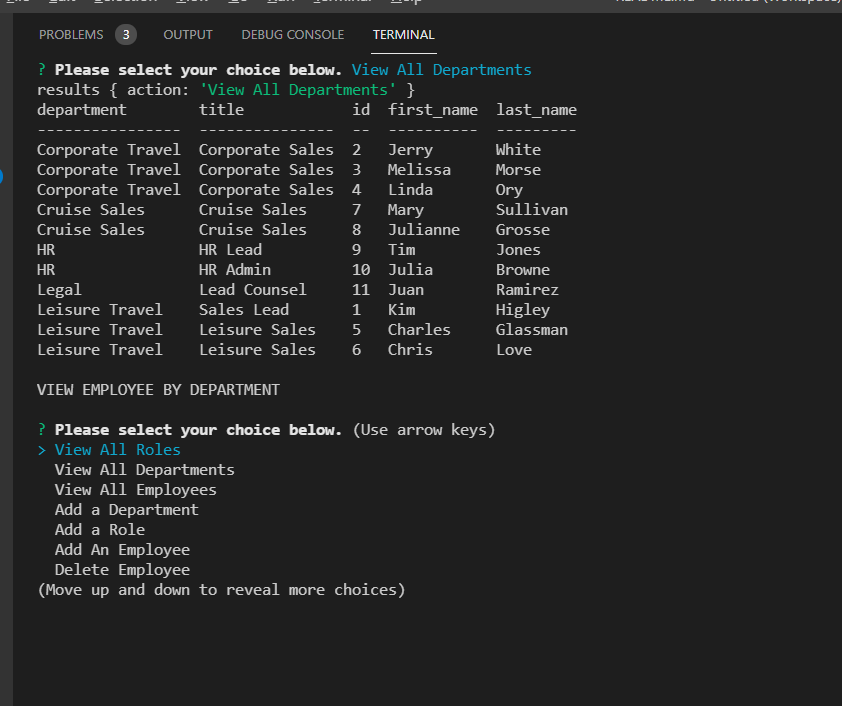 PROBLEMS 3 OUTPUT DEBUG CONSOLE TERMINAL
? Please select your choice below. View All Departments
results { action: 'View All Departments' }
department title id first_name last_name
---------------- --------------- -- ---------- ---------
Corporate Travel Corporate Sales 2 Jerry White
Corporate Travel Corporate Sales 3 Melissa Morse
Corporate Travel Corporate Sales 4 Linda Ory
Cruise Sales Cruise Sales 7 Mary Sullivan
Cruise Sales Cruise Sales 8 Julianne Grosse
HR HR Lead 9 Tim Jones
HR HR Admin 10 Julia Browne
Legal Lead Counsel 11 Juan Ramirez
Leisure Travel Sales Lead 1 Kim Higley
Leisure Travel Leisure Sales 5 Charles Glassman
Leisure Travel Leisure Sales 6 Chris Love
VIEW EMPLOYEE BY DEPARTMENT
? Please select your choice below. (Use arrow keys)
> View All Roles
View All Departments
View All Employees
Add a Department
Add a Role
Add An Employee
Delete Employee
(Move up and down to reveal more choices)